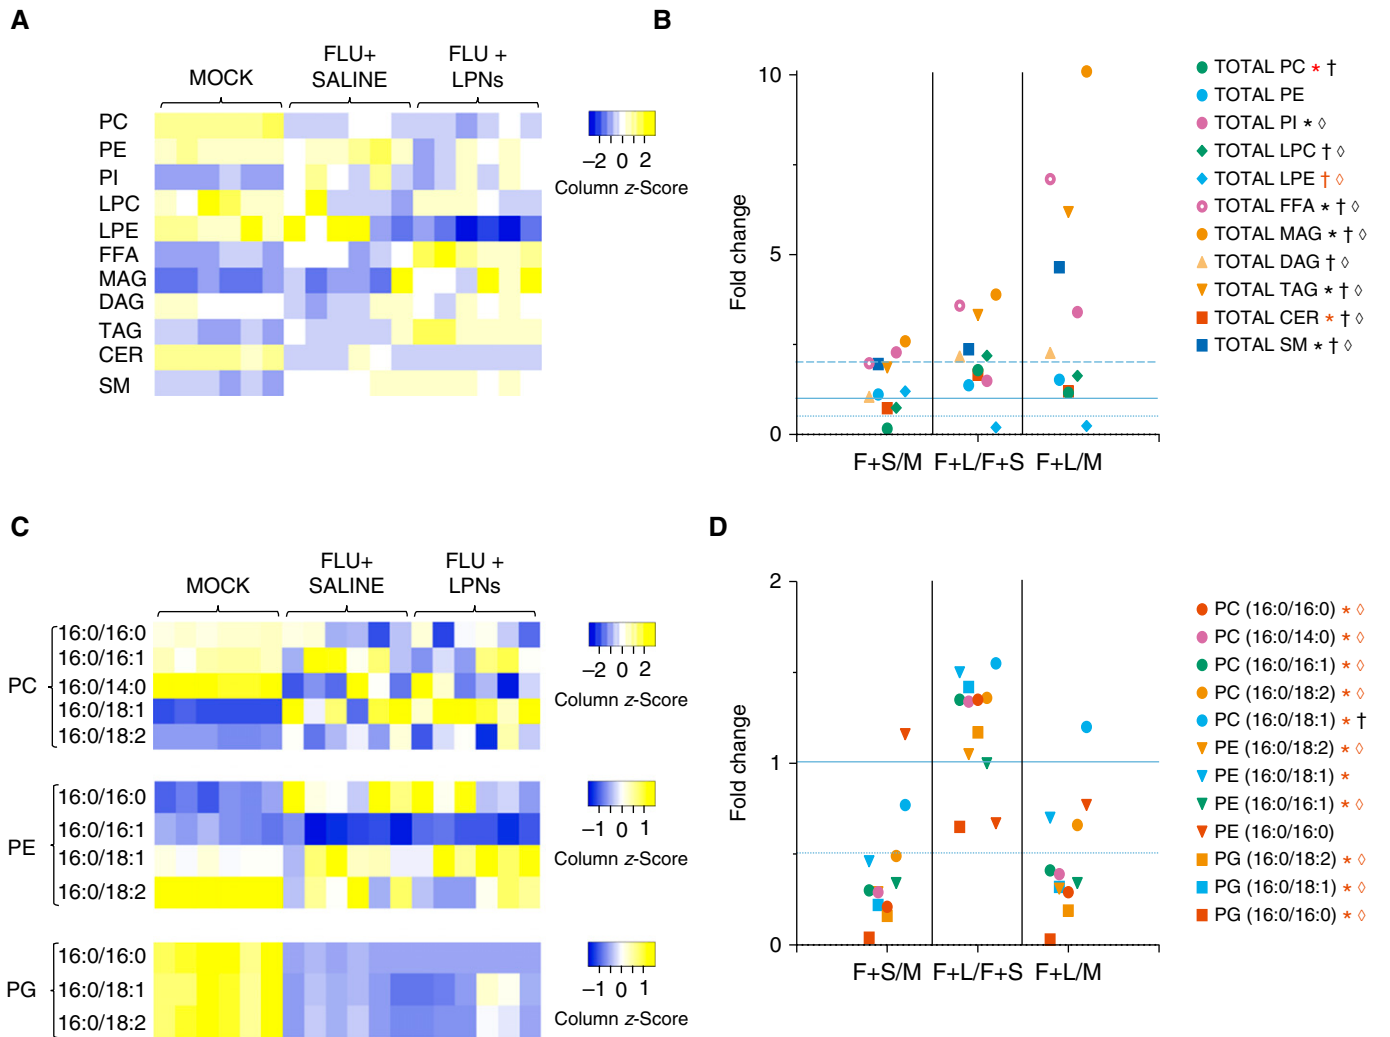 A
MOCK
FLU+
SALINE
FLU +
LPNs
PC
PE
PI
LPC
LPE
FFA
MAG
DAG
TAG
CER
SM
–2 0 2
Column z-Score
B
Fold change
10
5
0
F+S/M F+L/F+S F+L/M
TOTAL PC * †
TOTAL PE
TOTAL PI * ◊
TOTAL LPC † ◊
TOTAL LPE † ◊
TOTAL FFA * † ◊
TOTAL MAG * † ◊
TOTAL DAG † ◊
TOTAL TAG * † ◊
TOTAL CER * † ◊
TOTAL SM * † ◊
C
MOCK
FLU+
SALINE
FLU +
LPNs
PC
16:0/16:0
16:0/16:1
16:0/14:0
16:0/18:1
16:0/18:2
–2 0 2
Column z-Score
PE
16:0/16:0
16:0/16:1
16:0/18:1
16:0/18:2
–1 0 1
Column z-Score
PG
16:0/16:0
16:0/18:1
16:0/18:2
–1 0 1
Column z-Score
D
Fold change
2
1
0
F+S/M F+L/F+S F+L/M
PC (16:0/16:0) * ◊
PC (16:0/14:0) * ◊
PC (16:0/16:1) * ◊
PC (16:0/18:2) * ◊
PC (16:0/18:1) * †
PE (16:0/18:2) * ◊
PE (16:0/18:1) *
PE (16:0/16:1) * ◊
PE (16:0/16:0)
PG (16:0/18:2) * ◊
PG (16:0/18:1) * ◊
PG (16:0/16:0) * ◊